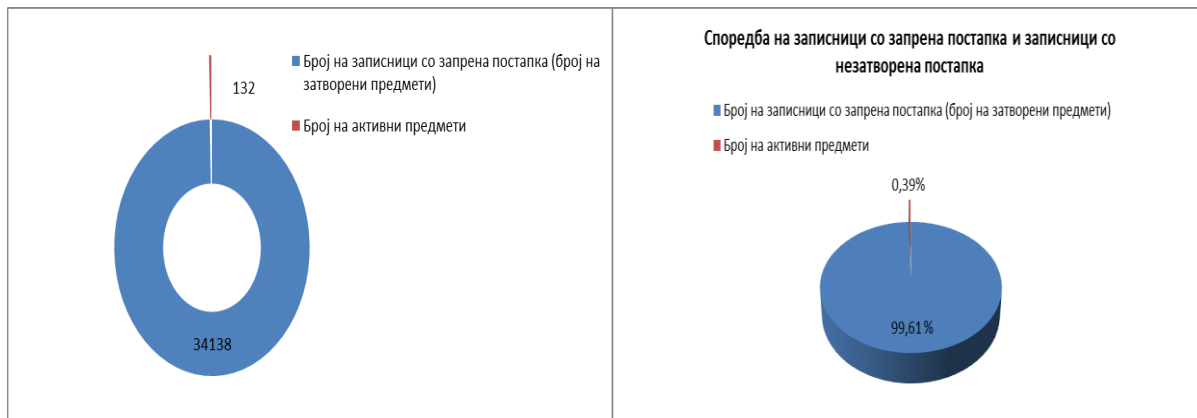 Број на записници со запрена постапка (број на
затворени предмети)
132
Број на активни предмети
34138
Споредба на записници со запрена постапка и записници со
незатворена постапка
Број на записници со запрена постапка (број на затворени предмети)
Број на активни предмети
0,39%
99,61%